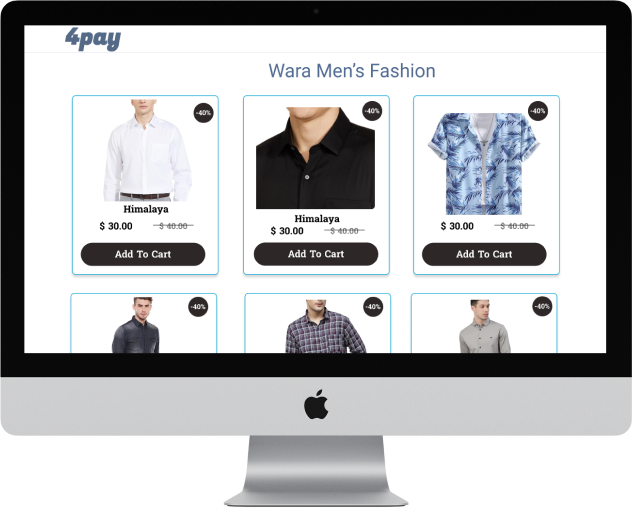 4pay
Wara Men's Fashion
-40%
-40%
-40%
Himalaya
$ 30.00 $ 40.00
Add To Cart
Himalaya
$ 30.00 $ 40.00
Add To Cart
$ 30.00 $ 40.00
Add To Cart
-40%
-40%
-40%